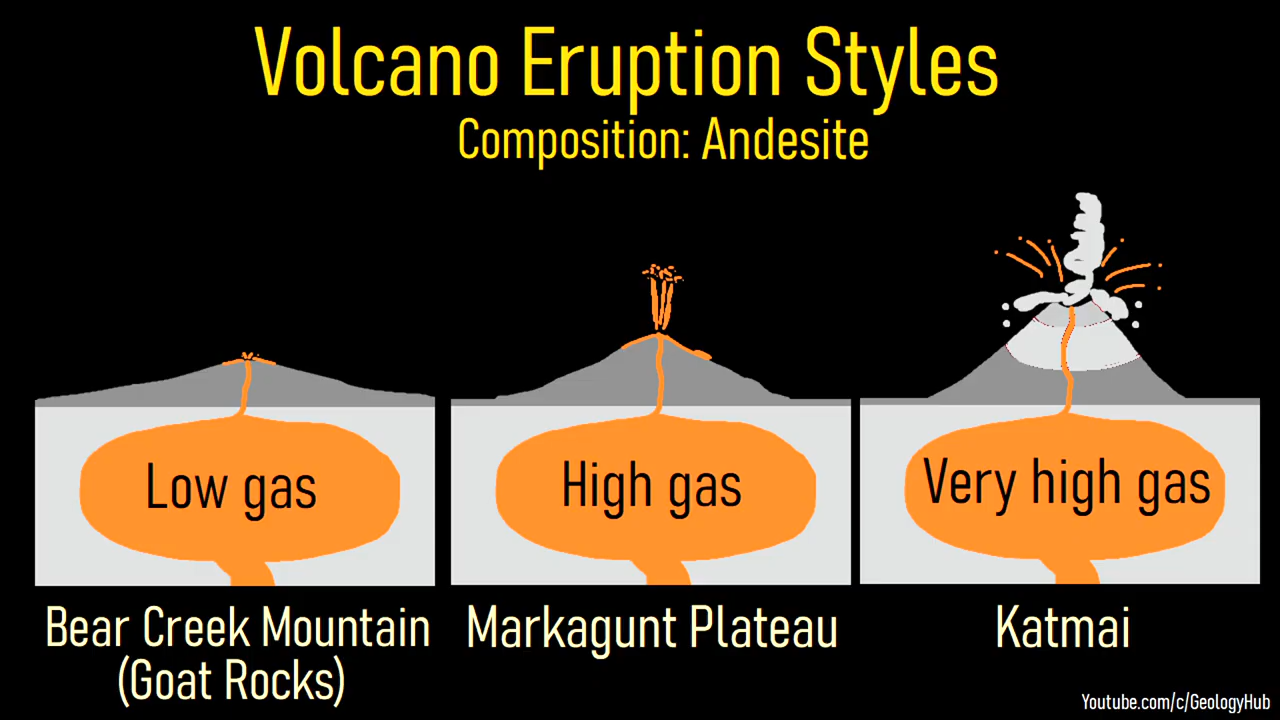 Volcano Eruption Styles
Composition: Andesite
Low gas
High gas
Very high gas
Bear Creek Mountain
(Goat Rocks)
Markagunt Plateau
Katmai
Youtube.com/c/GeologyHub